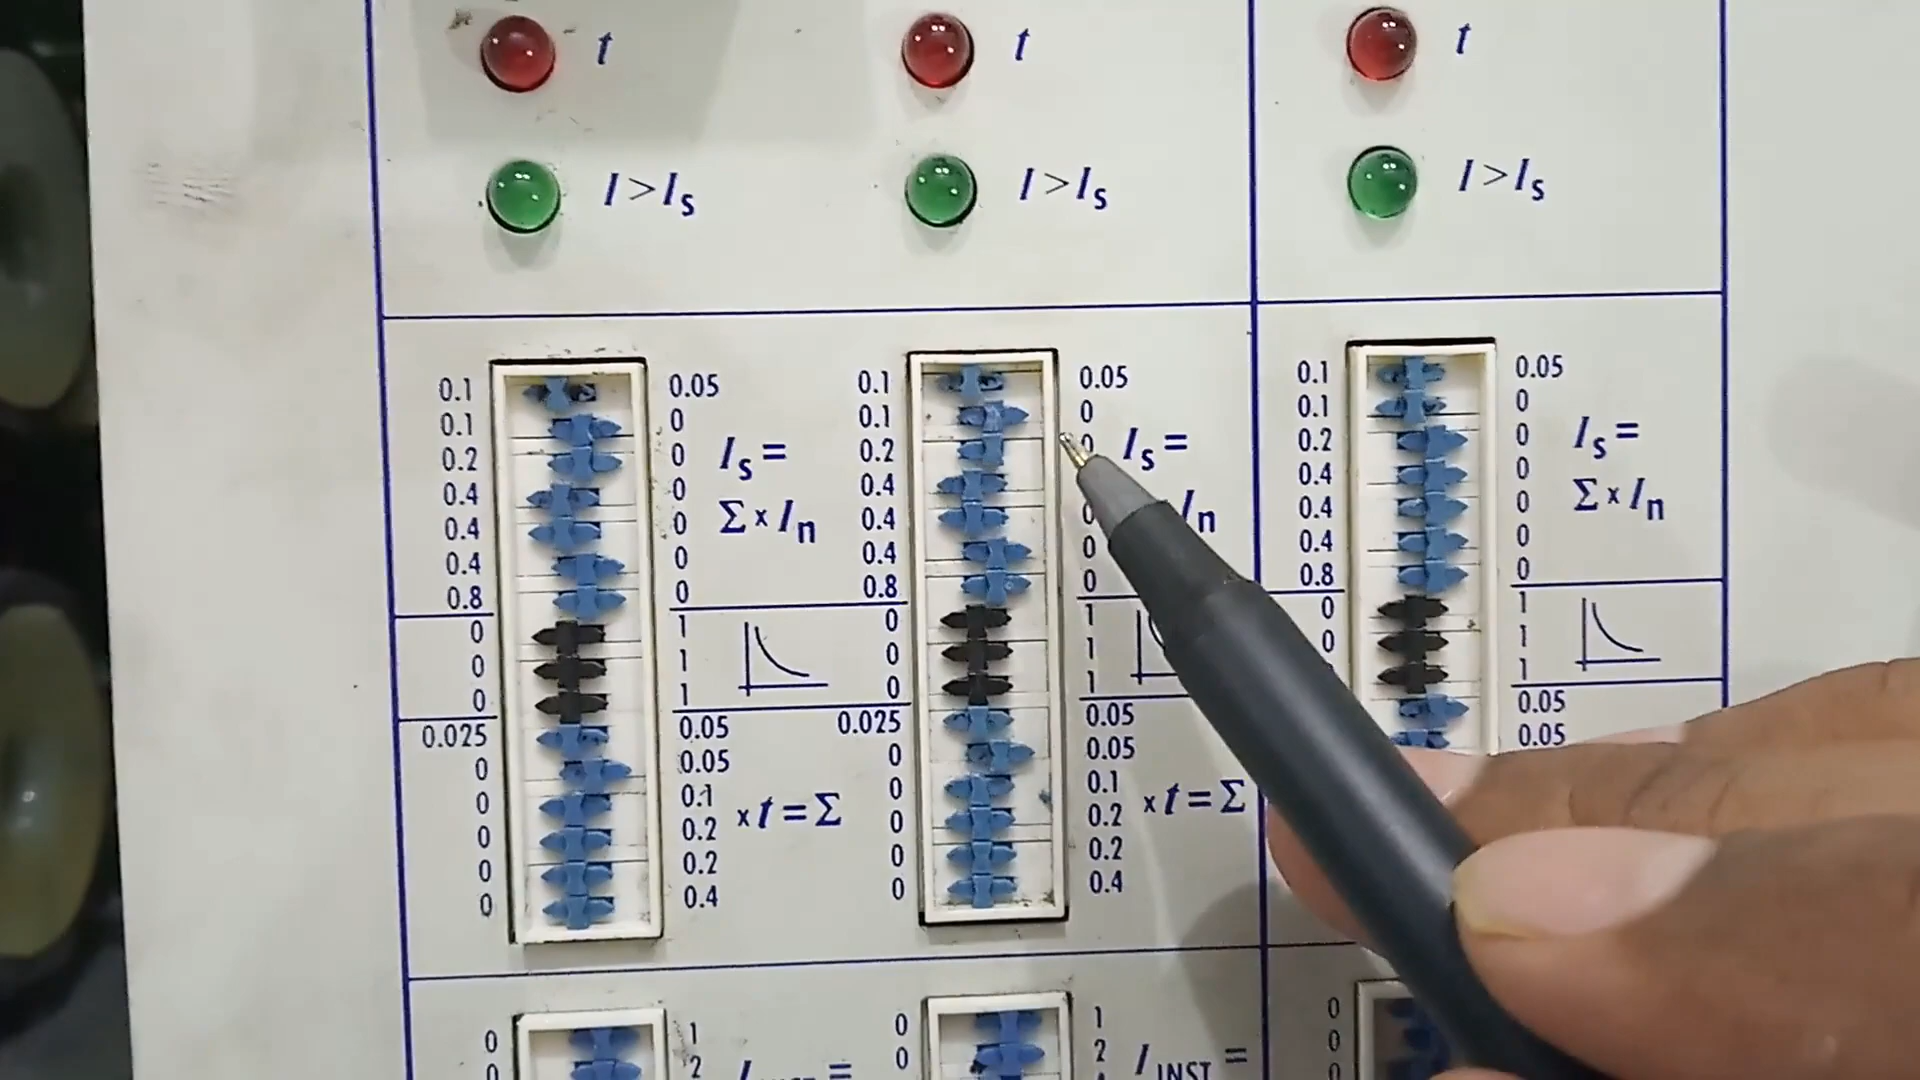 t t t
I>Is I>Is I>Is
0.1 0.05 0.1 0.05 0.1 0.05
0.1 0 0.1 0 0.1 0
0.2 0 Is = 0.2 0 Is = 0.2 0 Is =
0.4 0 0.4 0.4 0
0.4 0 Σ x In 0.4 0 In 0.4 0 Σ x In
0.4 0 0.4 0 0.4 0
0.8 0 0.8 0 0.8 0
0 1 0 1 0 1
0 1 0 1 0 1
0 1 0 1 1
0.025 0.05 0.025 0.05 0.05
0 0.05 0 0.05 0.05
0 0.1 0 0.1
0 0.2 x t = Σ 0 0.2 x t = Σ
0 0.2 0 0.2
0 0.4 0 0.4
0 1 0 1 0
0 2 0 2 I INST = 0